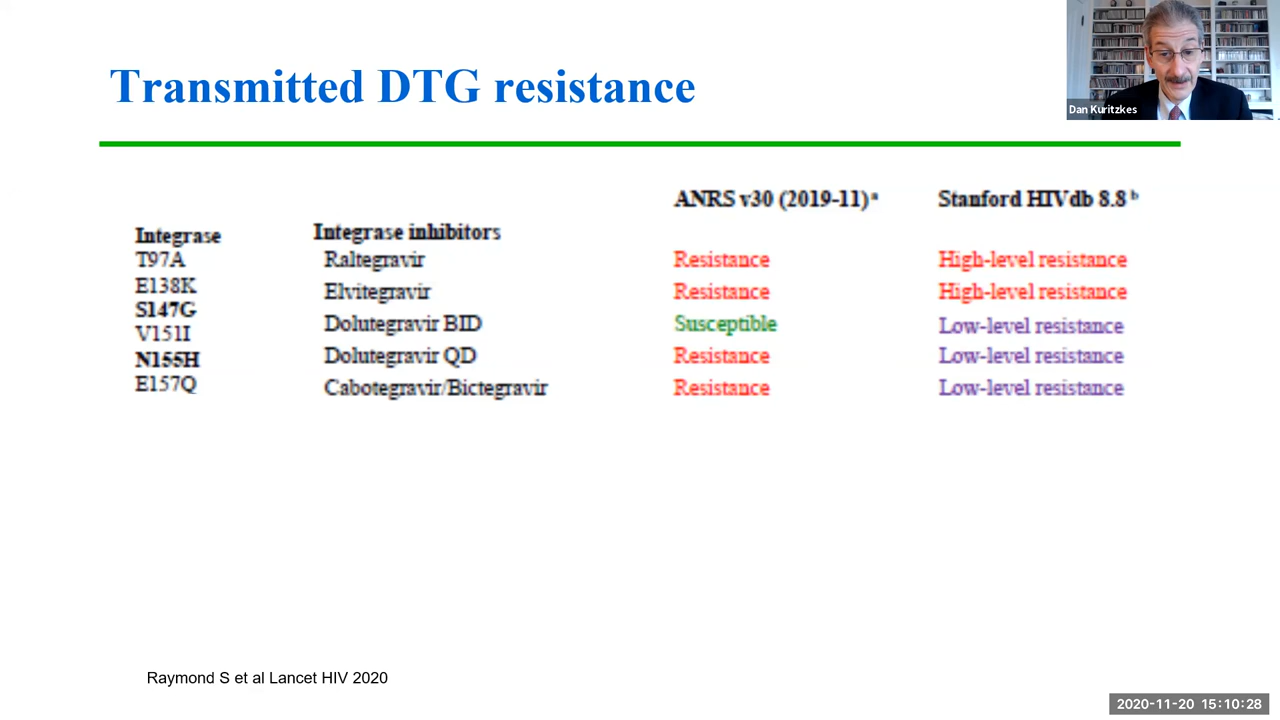 Transmitted DTG resistance
Dan Kuritzkes
ANRS v30 (2019-11) a Stanford HIVdb 8.8 b
Integrase
T97A
E138K
S147G
V151I
N155H
E157Q
Integrase inhibitors
Raltegravir Resistance High-level resistance
Elvitegravir Resistance High-level resistance
Dolutegravir BID Susceptible Low-level resistance
Dolutegravir QD Resistance Low-level resistance
Cabotegravir/Bictegravir Resistance Low-level resistance
Raymond S et al Lancet HIV 2020
2020-11-20 15:10:28